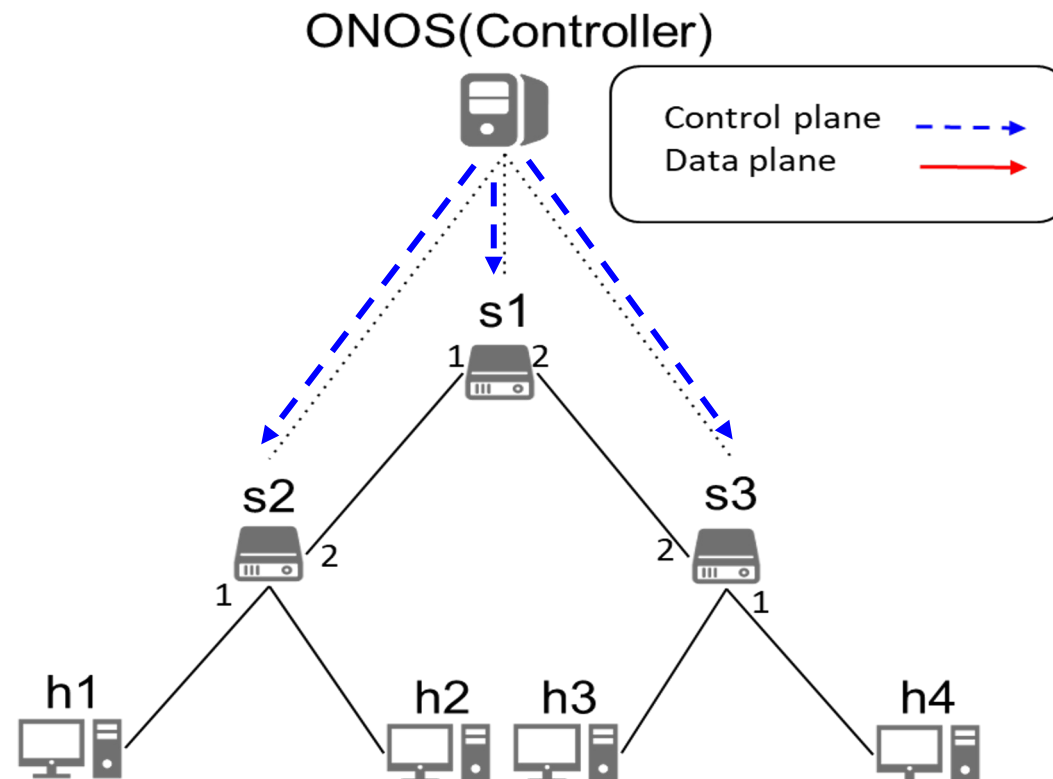 ONOS(Controller)
Control plane
Data plane
s1
1 2
s2
s3
2
2
1
1
h1
h2
h3
h4